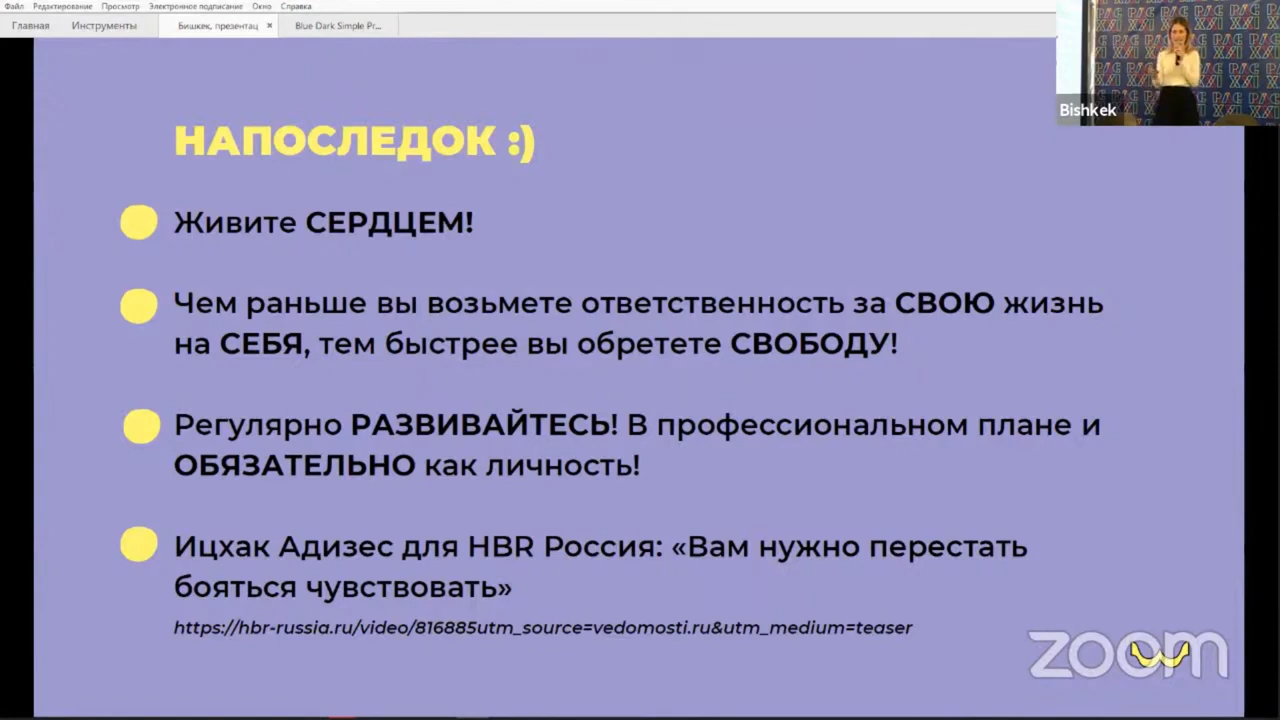 Файл Редактирование Просмотр Электронное подписание Окно Справка
Главная Инструменты Бишкек, презентац × Blue Dark Simple Pr...
Bishkek
НАПОСЛЕДОК :)
Живите СЕРДЦЕМ!
Чем раньше вы возьмете ответственность за СВОЮ жизнь
на СЕБЯ, тем быстрее вы обретете СВОБОДУ!
Регулярно РАЗВИВАЙТЕСЬ! В профессиональном плане и
ОБЯЗАТЕЛЬНО как личность!
Ицхак Адизес для HBR Россия: «Вам нужно перестать
бояться чувствовать»
https://hbr-russia.ru/video/816885utm_source=vedomosti.ru&utm_medium=teaser
zoom